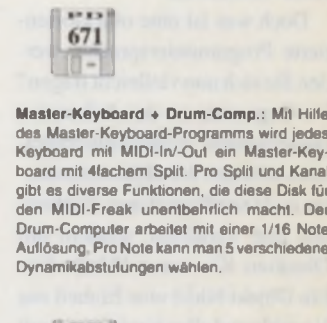 PD
671
Master-Keyboard + Drum-Comp.: Mit Hilfe
des Master-Keyboard-Programms wird jedes
Keyboard mit MIDI-In/-Out ein Master-Key-
board mit 4fachem Split. Pro Split und Kanal
gibt es diverse Funktionen, die diese Disk für
den MIDI-Freak unentbehrlich macht. Der
Drum-Computer arbeitet mit einer 1/16 Note
Auflösung. Pro Note kann man 5 verschiedene
Dynamikabstufungen wählen.